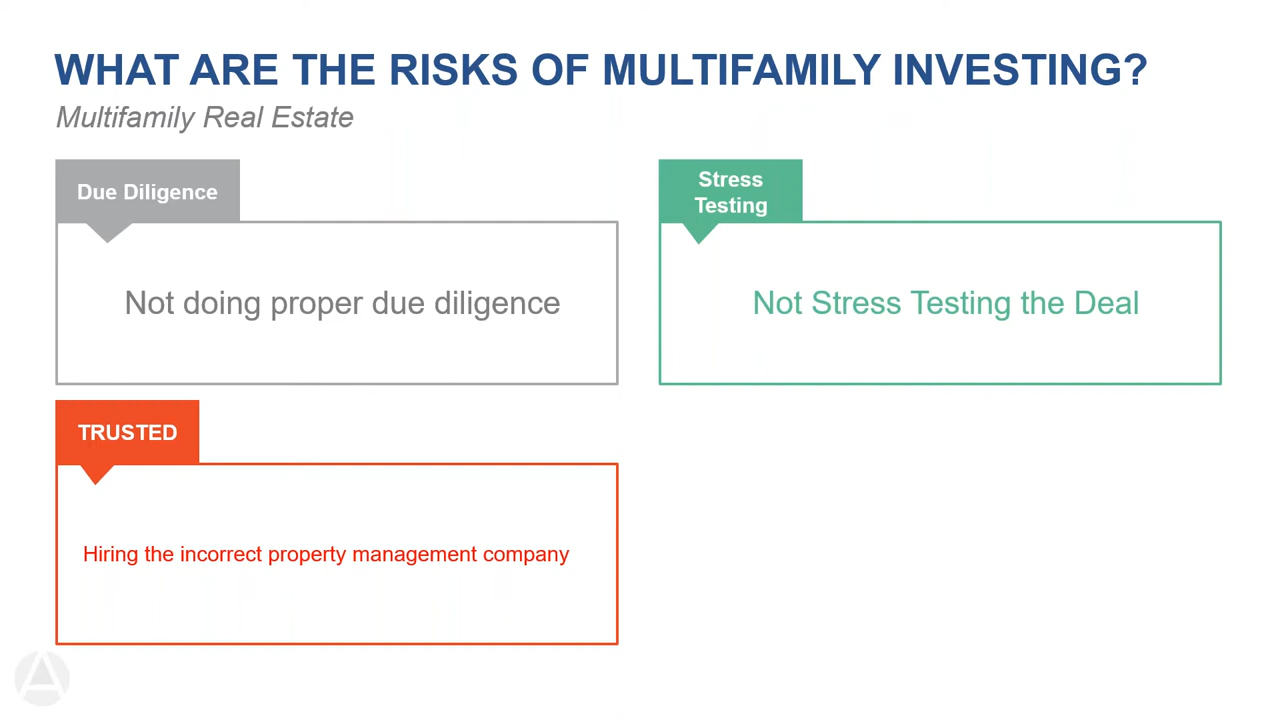 WHAT ARE THE RISKS OF MULTIFAMILY INVESTING?
Multifamily Real Estate
Due Diligence
Not doing proper due diligence
Stress
Testing
Not Stress Testing the Deal
TRUSTED
Hiring the incorrect property management company